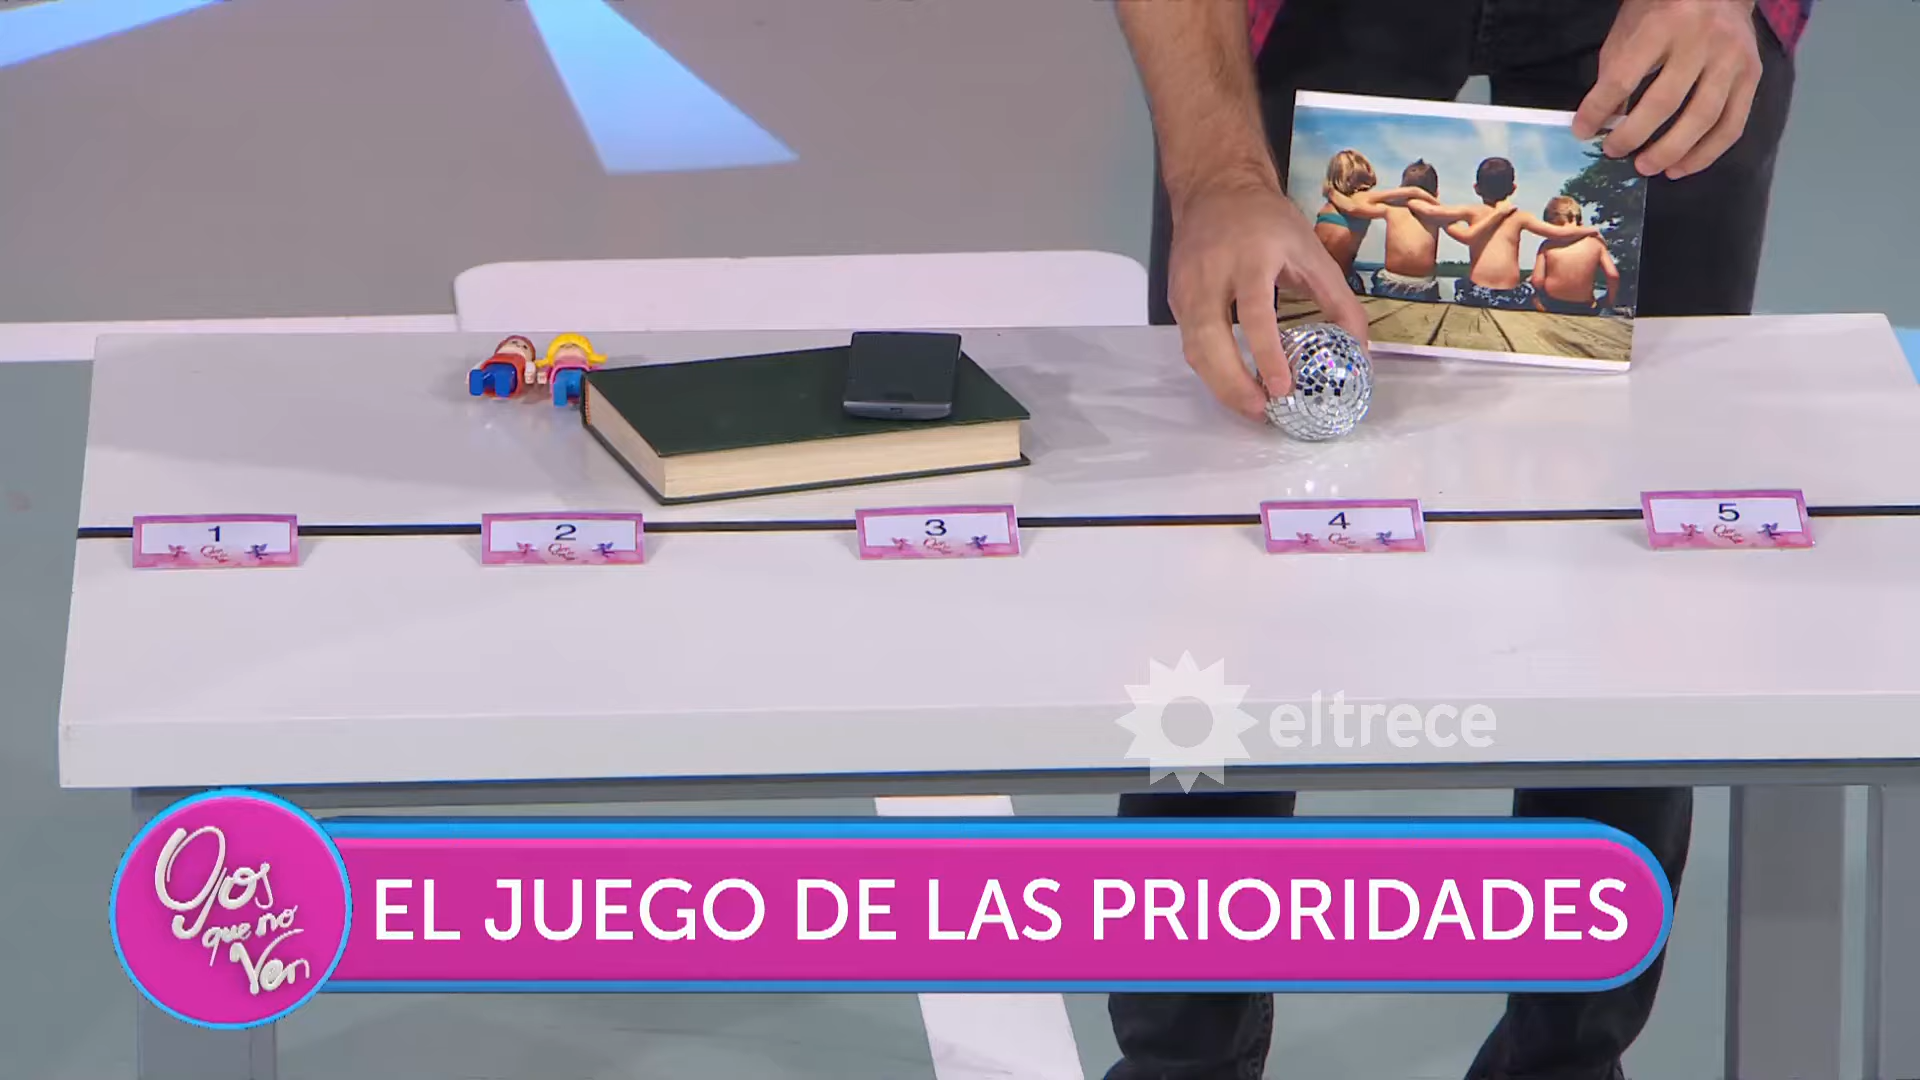 1
2
3
4
5
eltrece
Ojos
que no
Ven
EL JUEGO DE LAS PRIORIDADES